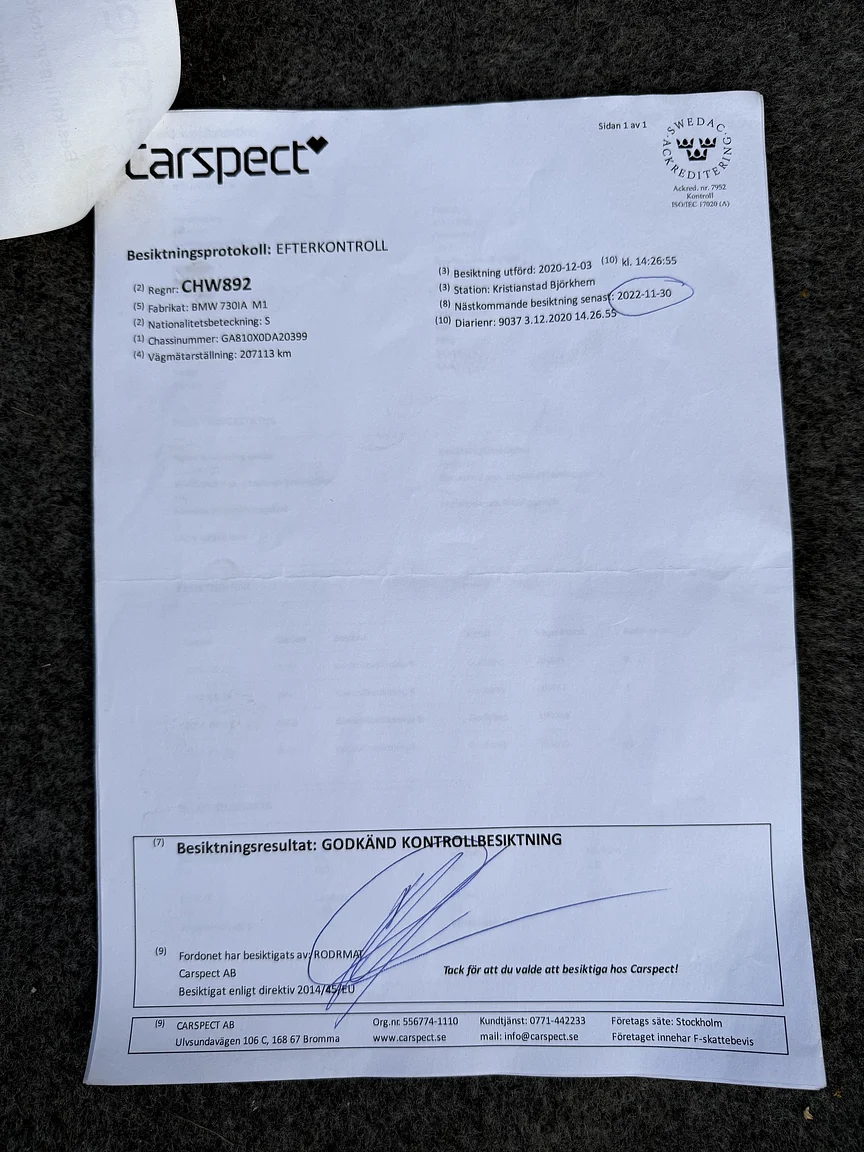 Carspect
Sidan 1 av 1
SWEDAC
ACKREDITERING
Ackred. nr. 7952
Kontroll
ISO/IEC 17020 (A)
Besiktningsprotokoll: EFTERKONTROLL
(2) Regnr: CHW892
(5) Fabrikat: BMW 730IA M1
(2) Nationalitetsbeteckning: S
(1) Chassinummer: GA810X0DA20399
(4) Vägmätarställning: 207113 km
(3) Besiktning utförd: 2020-12-03 (10) kl. 14:26:55
(3) Station: Kristianstad Björkhem
(8) Nästkommande besiktning senast: 2022-11-30
(10) Diarienr: 9037 3.12.2020 14.26.55
(7) Besiktningsresultat: GODKÄND KONTROLLBESIKTNING
(9) Fordonet har besiktigats av: RODRMAT
Carspect AB
Besiktigat enligt direktiv 2014/45/EU
Tack för att du valde att besiktiga hos Carspect!
(9) CARSPECT AB
Ulvsundavägen 106 C, 168 67 Bromma
Org.nr 556774-1110
www.carspect.se
Kundtjänst: 0771-442233
mail: info@carspect.se
Företags säte: Stockholm
Företaget innehar F-skattebevis